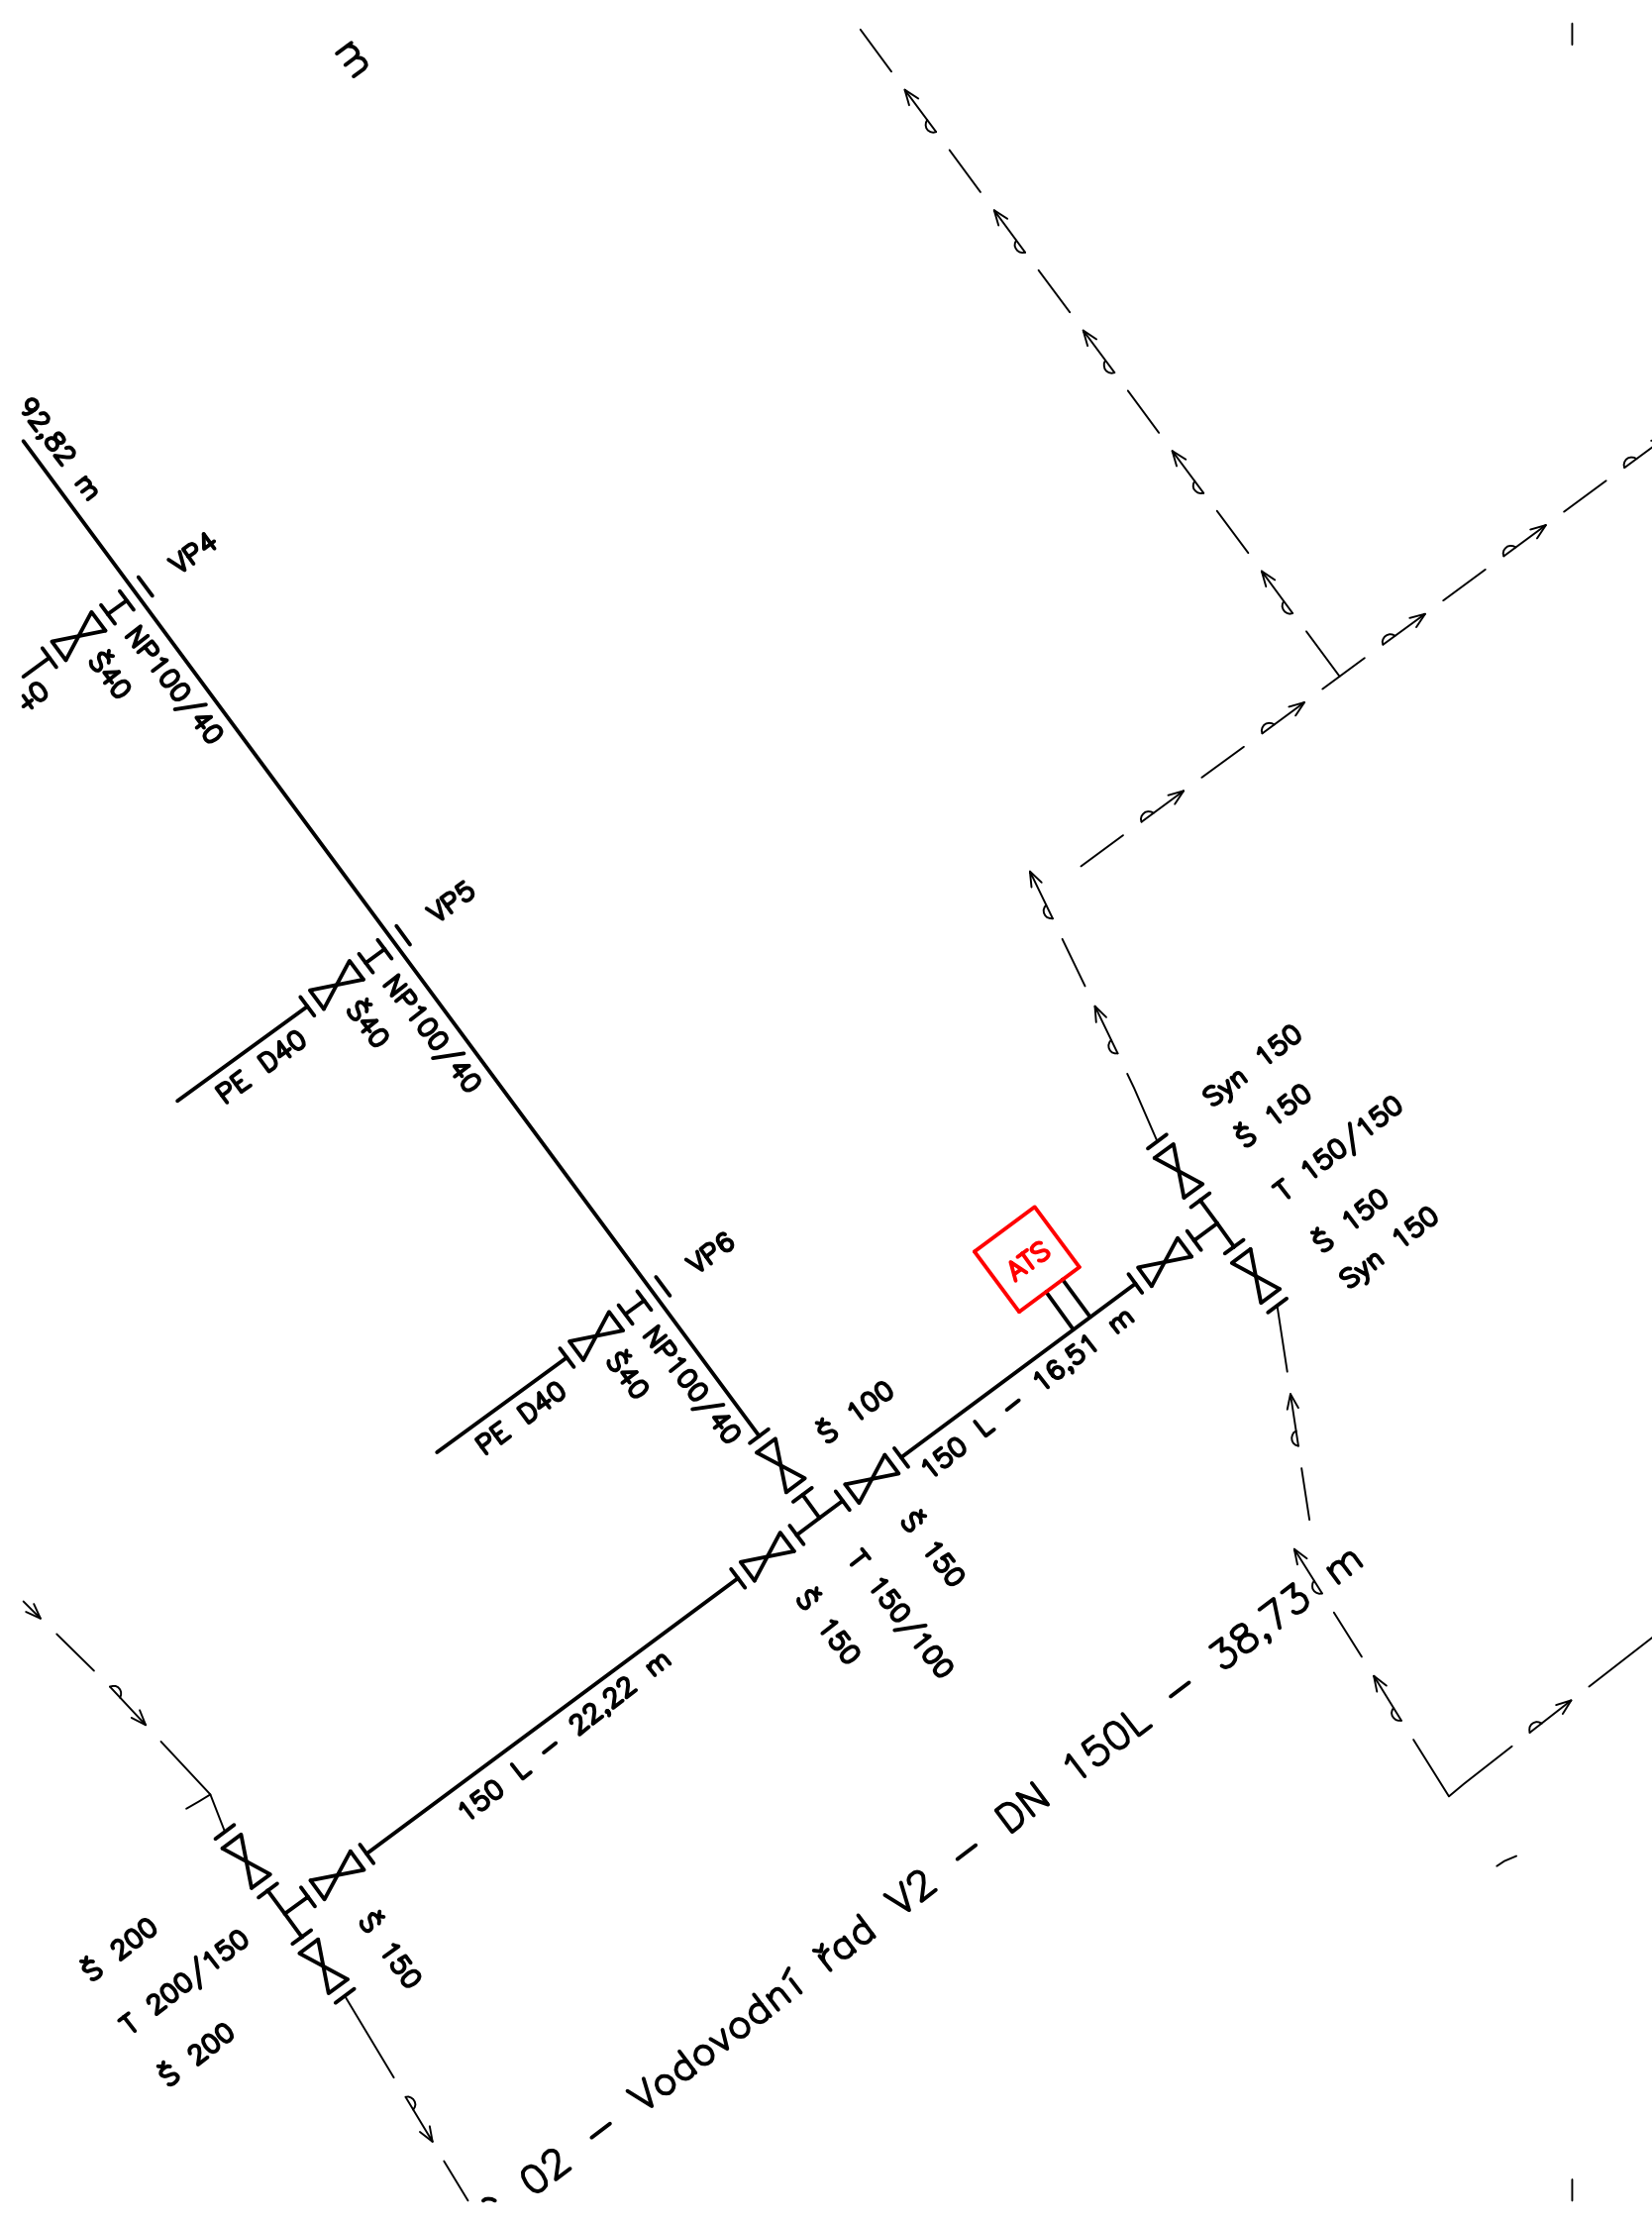 m
92,82 m
VP4
NP100/40
Š40
VP5
NP100/40
Š40
PE D40
VP6
NP100/40
Š40
PE D40
Syn 150
Š 150
T 150/150
Š 150
Syn 150
ATS
150 L – 16,51 m
Š 100
Š 150
T 150/100
Š 150
150 L – 22,22 m
Š 150
Š 200
T 200/150
Š 200
02 – Vodovodní řad V2 – DN 150L – 38,73 m